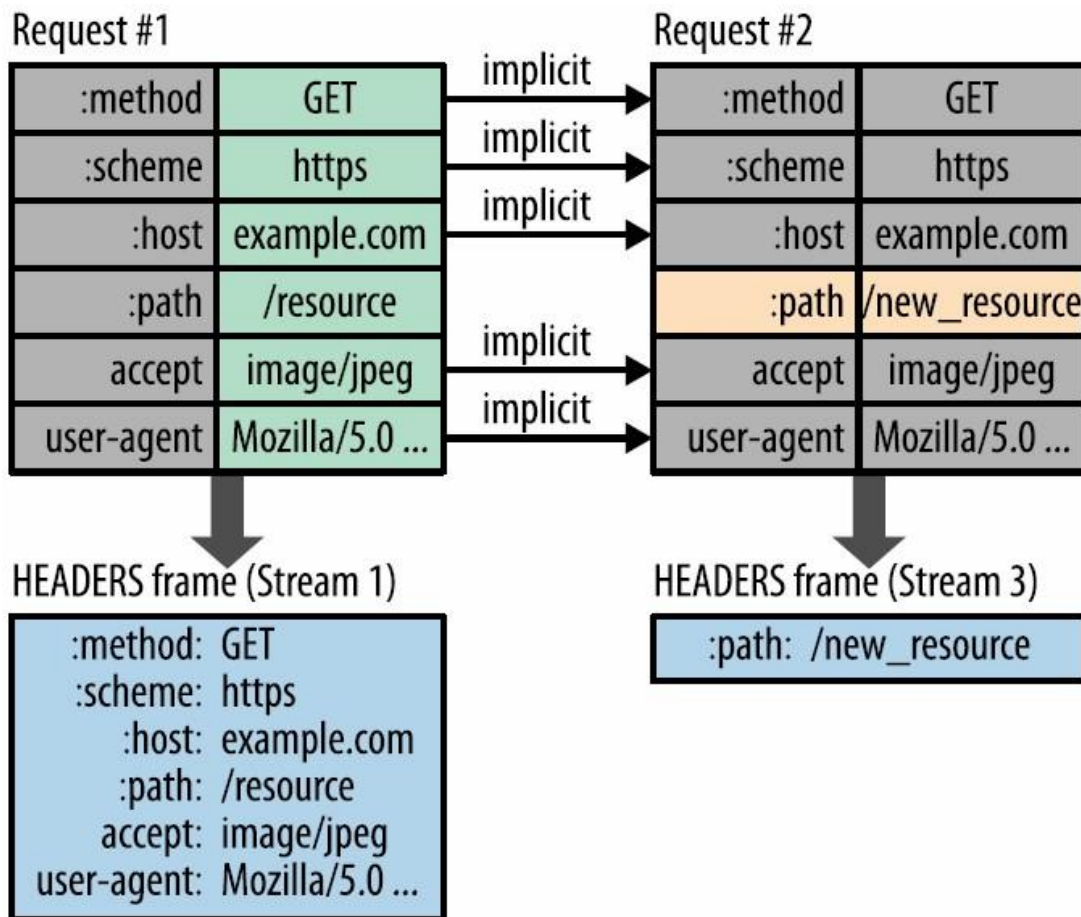 Request #1
:method GET
:scheme https
:host example.com
:path /resource
accept image/jpeg
user-agent Mozilla/5.0 ...
implicit
implicit
implicit
implicit
implicit
Request #2
:method GET
:scheme https
:host example.com
:path /new_resource
accept image/jpeg
user-agent Mozilla/5.0 ...
HEADERS frame (Stream 1)
:method: GET
:scheme: https
:host: example.com
:path: /resource
accept: image/jpeg
user-agent: Mozilla/5.0 ...
HEADERS frame (Stream 3)
:path: /new_resource